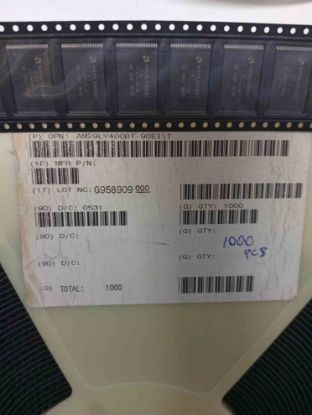 (P) OPN: AM29LV400BT-90EI\T
(1P) MFR P/N:
(1T) LOT NO: G958909 000
(9D) D/C: 0531 (Q) QTY: 1000
(9D) D/C: (Q) QTY:
1000 PCS
(9D) D/C: (Q) QTY:
(Q) TOTAL: 1000